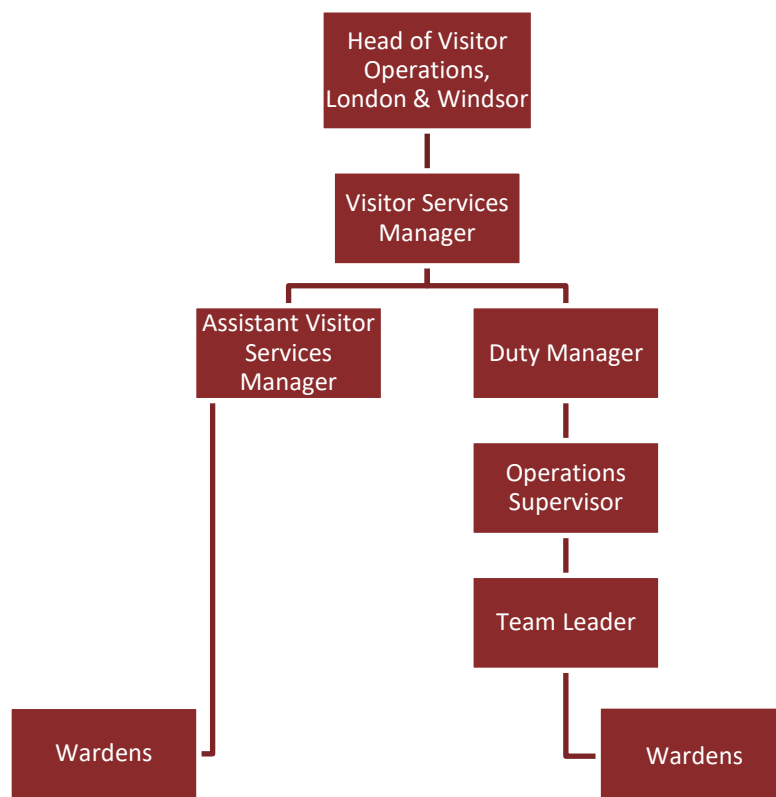 Head of Visitor
Operations,
London & Windsor
Visitor Services
Manager
Assistant Visitor
Services
Manager
Duty Manager
Operations
Supervisor
Team Leader
Wardens
Wardens